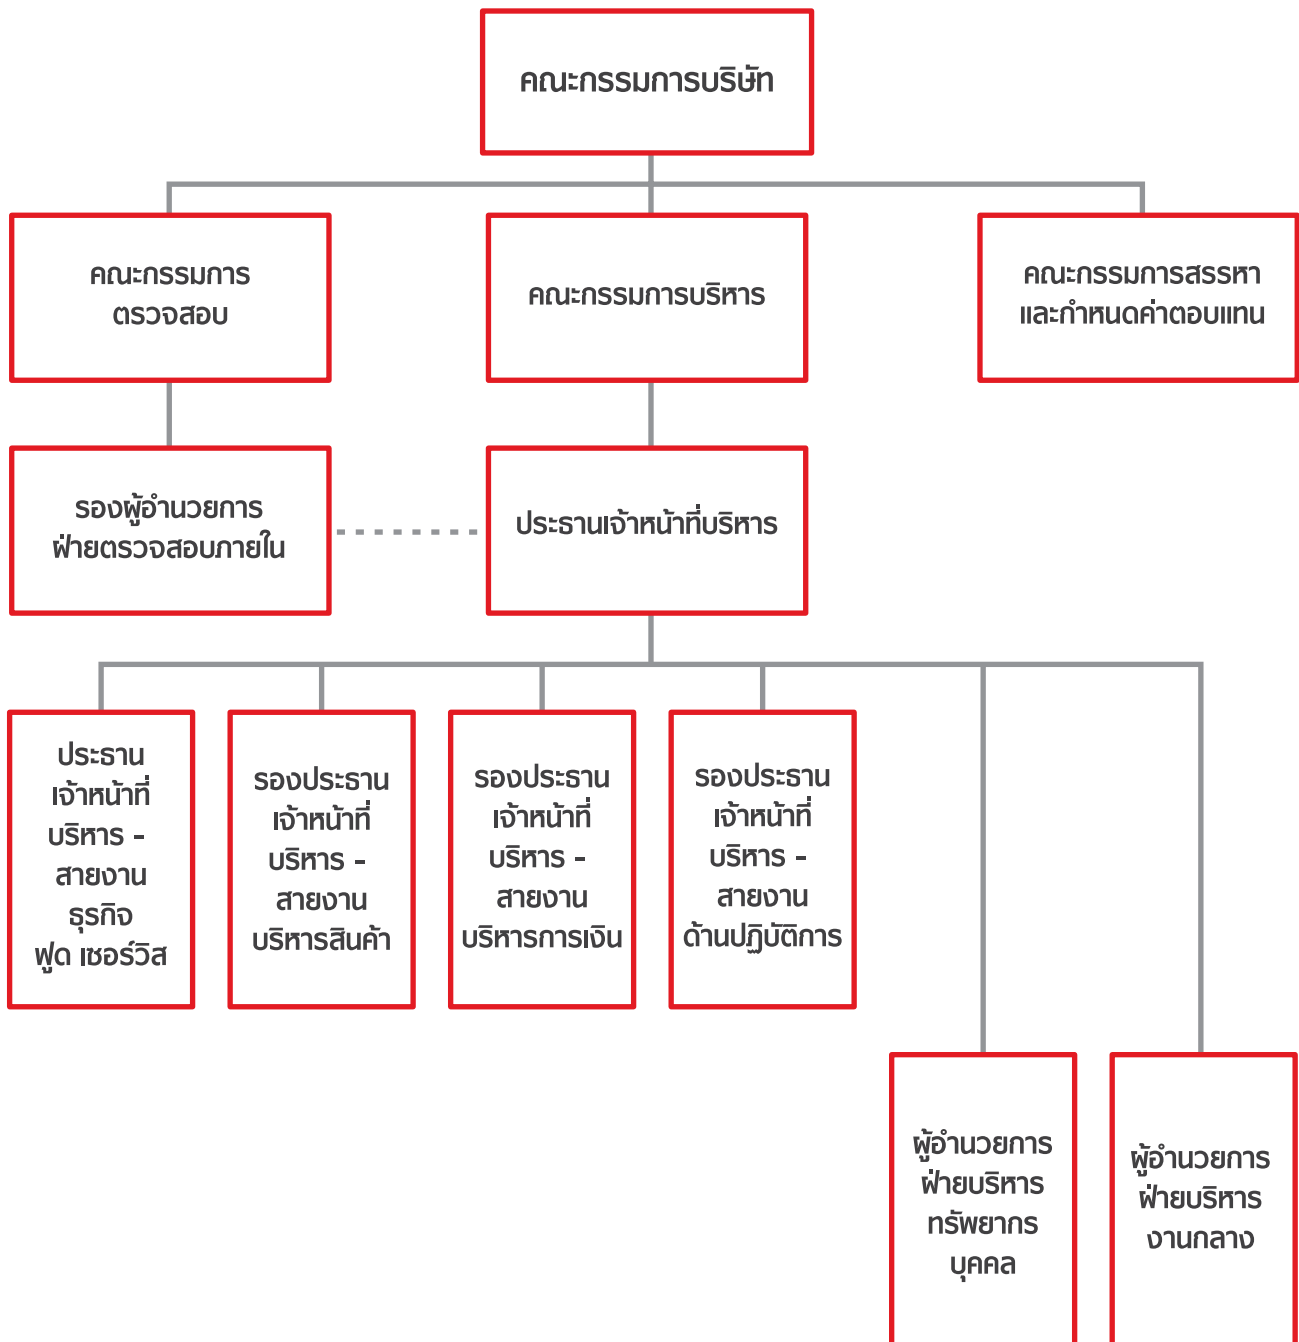 คณะกรรมการบริษัท
คณะกรรมการ
ตรวจสอบ
คณะกรรมการบริหาร
คณะกรรมการสรรหา
และกำหนดค่าตอบแทน
รองผู้อำนวยการ
ฝ่ายตรวจสอบภายใน
ประธานเจ้าหน้าที่บริหาร
ประธาน
เจ้าหน้าที่
บริหาร -
สายงาน
ธุรกิจ
ฟูด เซอร์วิส
รองประธาน
เจ้าหน้าที่
บริหาร -
สายงาน
บริหารสินค้า
รองประธาน
เจ้าหน้าที่
บริหาร -
สายงาน
บริหารการเงิน
รองประธาน
เจ้าหน้าที่
บริหาร -
สายงาน
ด้านปฏิบัติการ
ผู้อำนวยการ
ฝ่ายบริหาร
ทรัพยากร
บุคคล
ผู้อำนวยการ
ฝ่ายบริหาร
งานกลาง